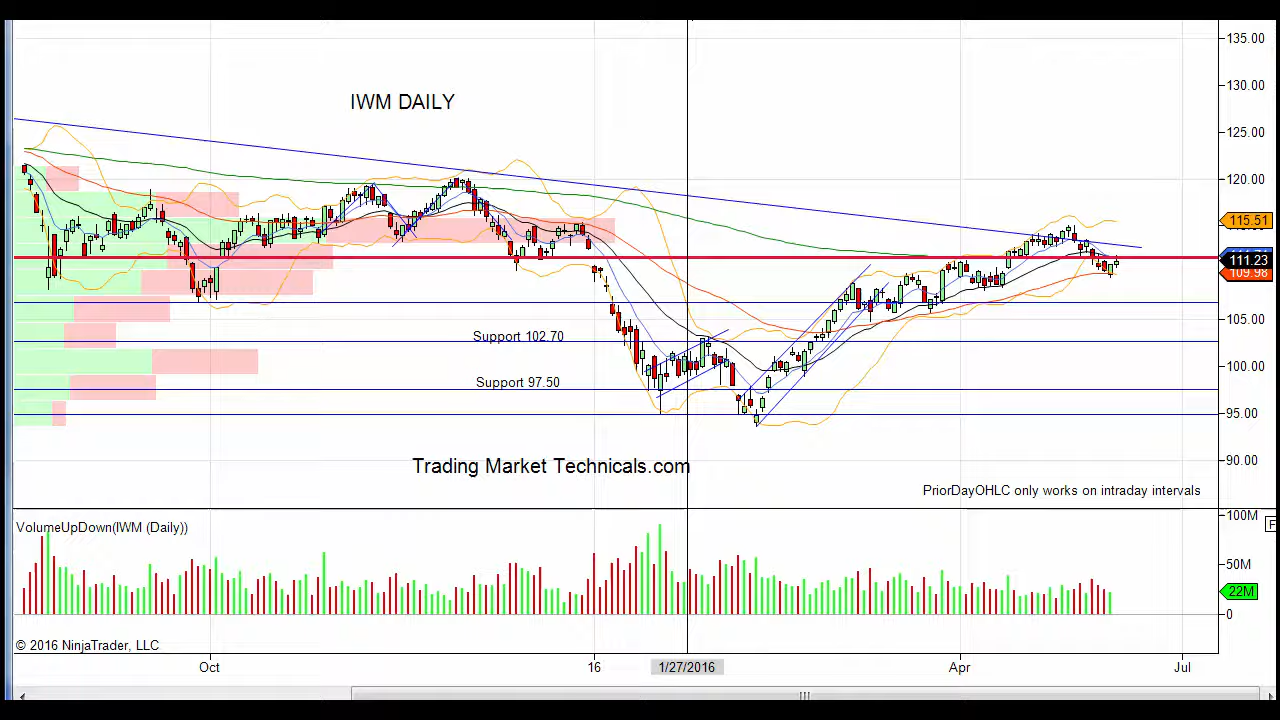 135.00
IWM DAILY
130.00
125.00
120.00
115.51
111.23
109.98
105.00
Support 102.70
100.00
Support 97.50
95.00
Trading Market Technicals.com
90.00
PriorDayOHLC only works on intraday intervals
100M
VolumeUpDown(IWM (Daily))
F
50M
22M
0
© 2016 NinjaTrader, LLC
Oct 16 1/27/2016 Apr Jul